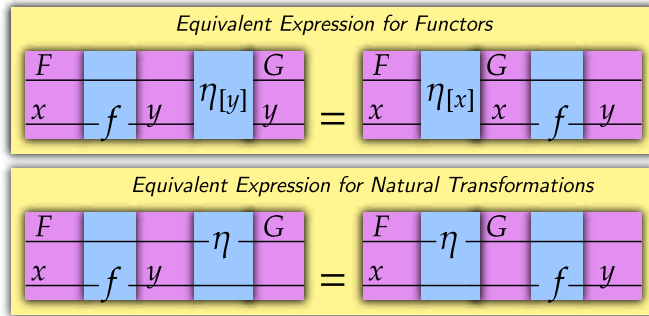 Equivalent Expression for Functors
F η[y] G = F η[x] G
x f y y x x f y
Equivalent Expression for Natural Transformations
F η G = F η G
x f y x f y